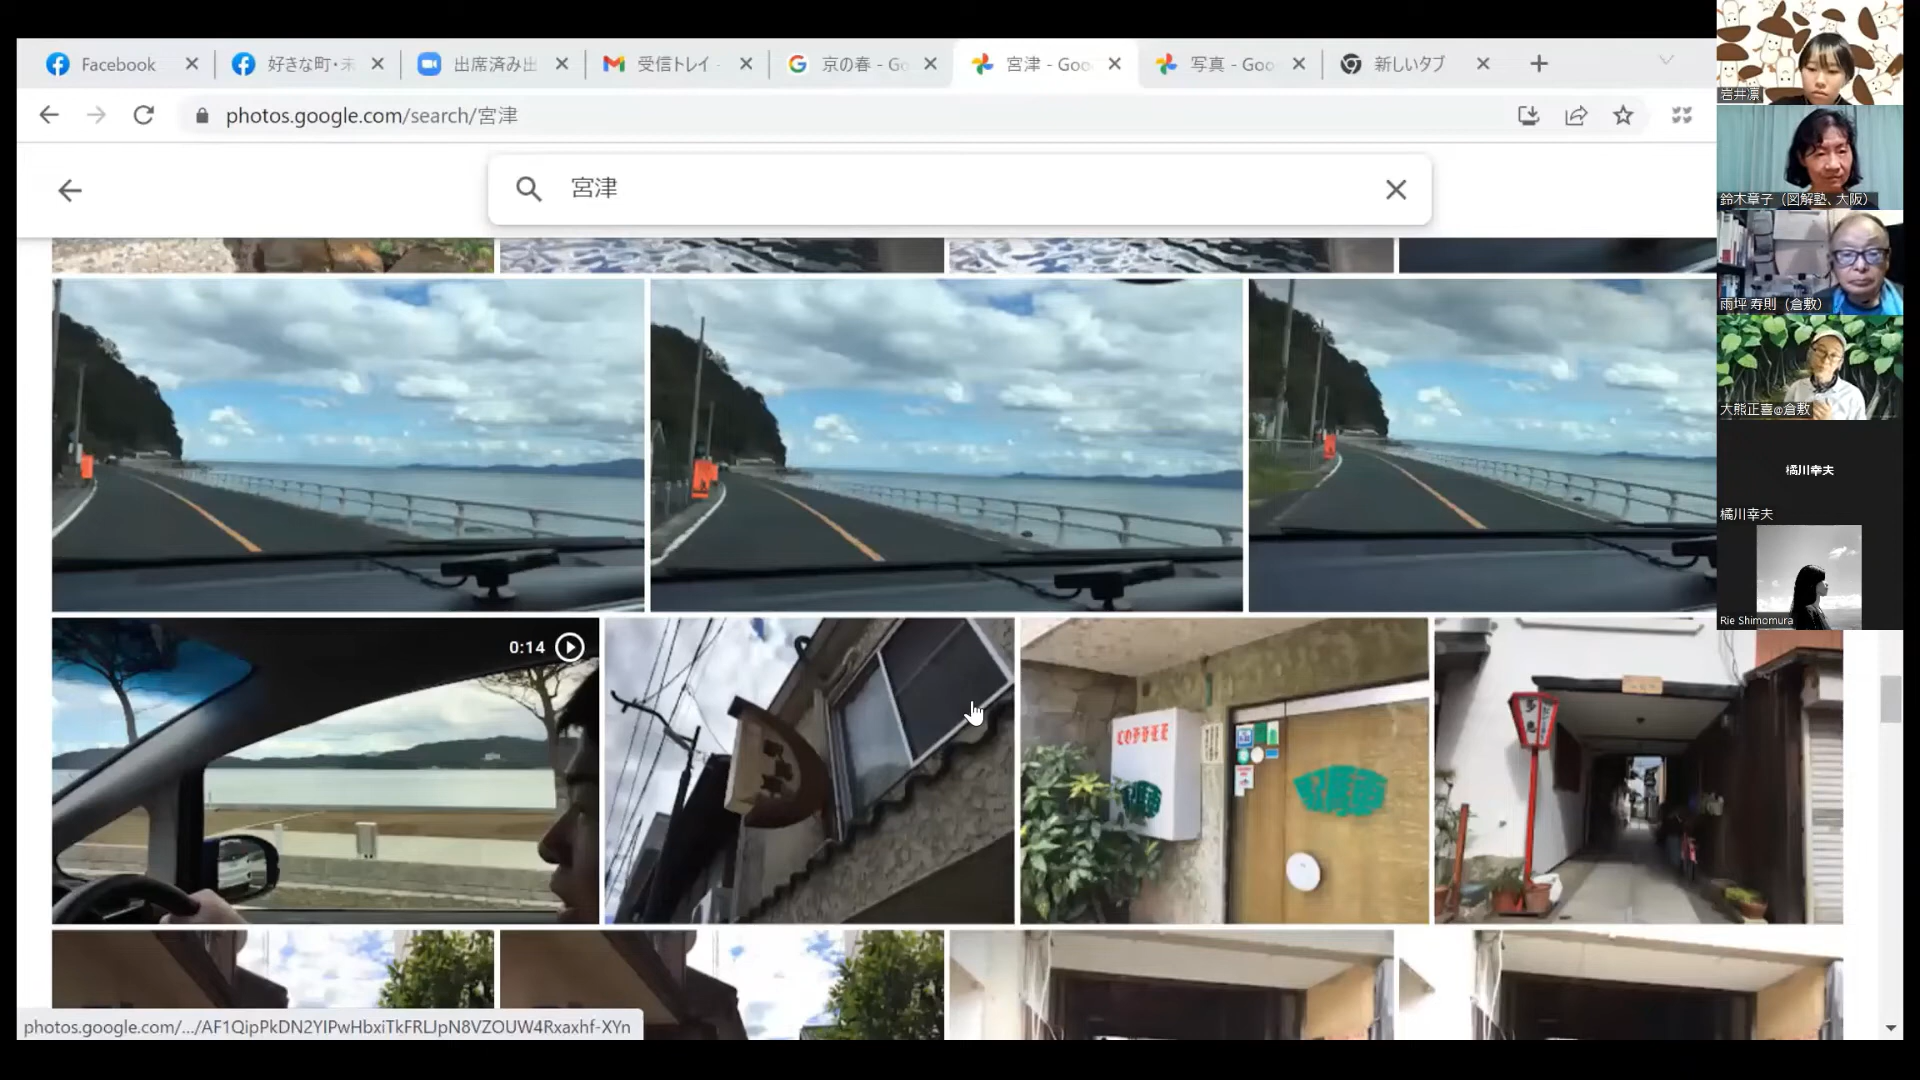 Facebook
好きな町・未
出席済み出
受信トレイ -
京の春 - Go
宮津 - Goo
写真 - Goo
新しいタブ
photos.google.com/search/宮津
宮津
岩井凛
鈴木章子（図解塾、大阪）
雨坪 寿則（倉敷）
大熊正喜@倉敷
橘川幸夫
橘川幸夫
Rie Shimomura
0:14
COFFEE
photos.google.com/.../AF1QipPkDN2YIPwHbxiTkFRLJpN8VZOUW4Rxaxhf-XYn